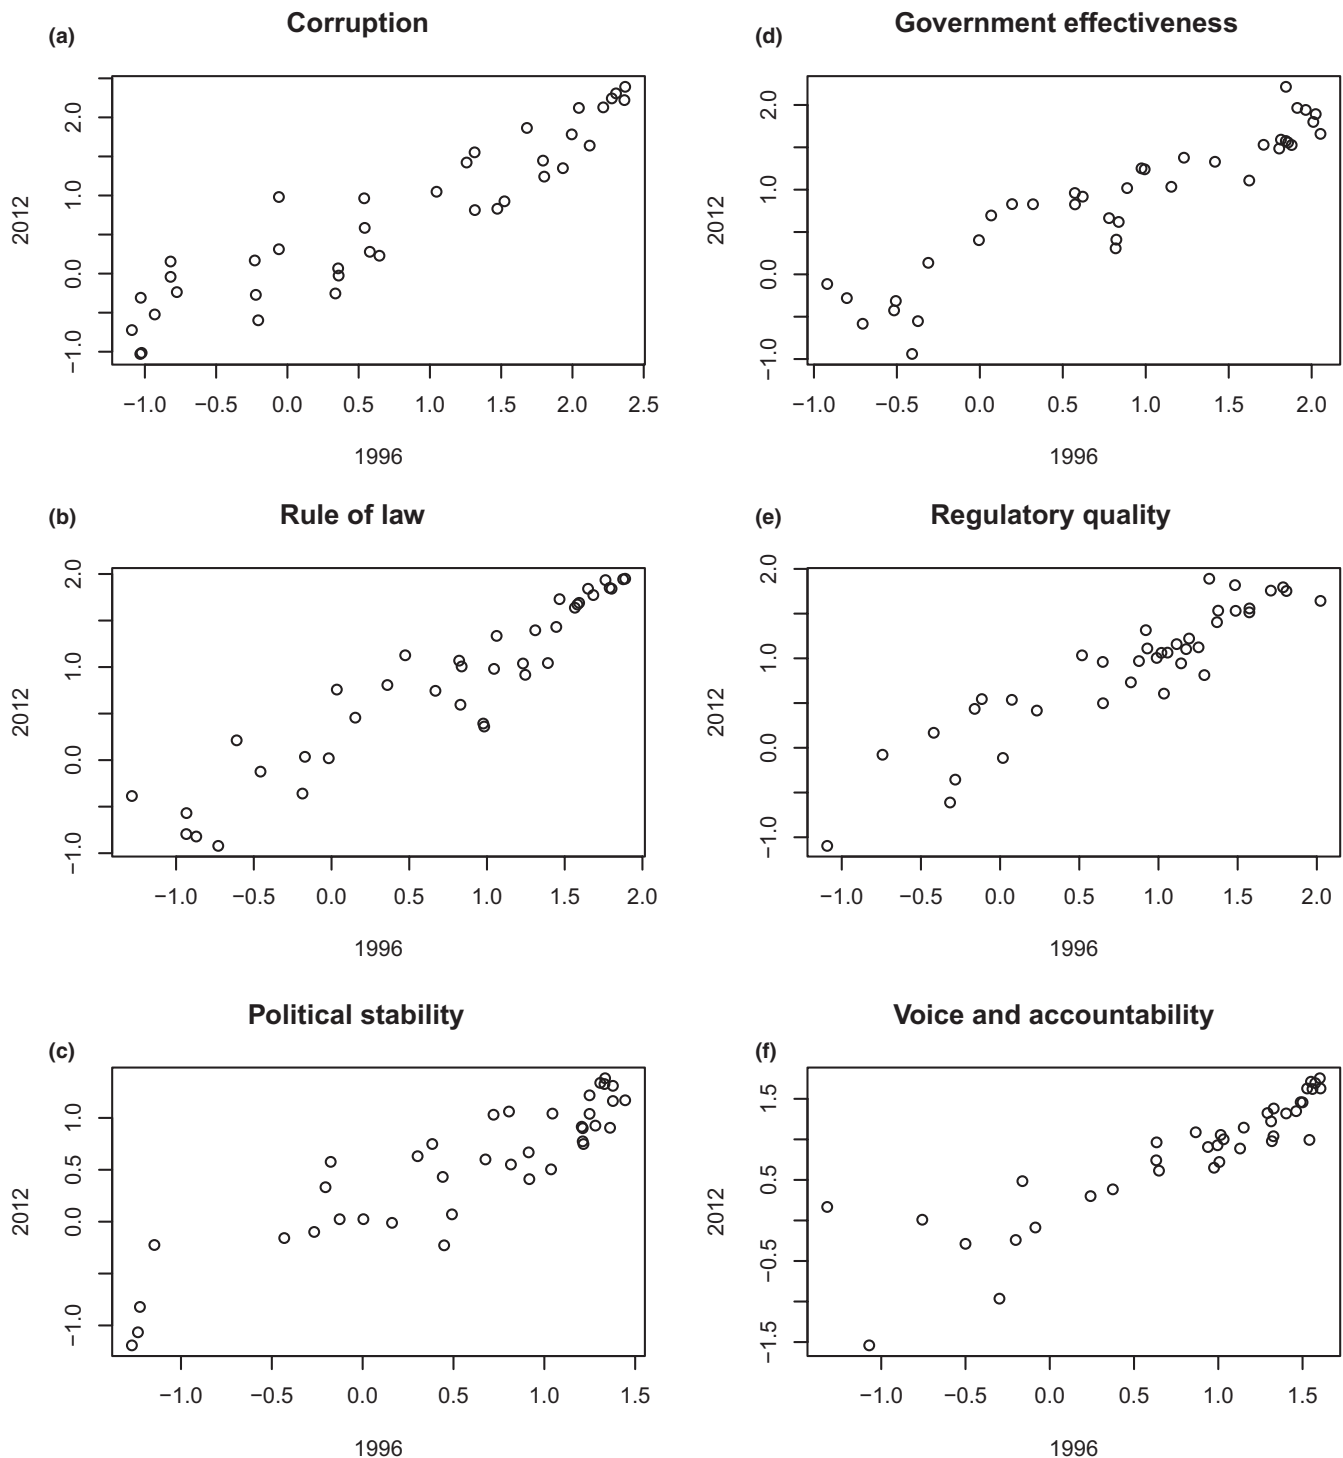 (a) Corruption
2012
2.0
1.0
0.0
−1.0
−1.0 −0.5 0.0 0.5 1.0 1.5 2.0 2.5
1996
(d) Government effectiveness
2012
2.0
1.0
0.0
−1.0
−1.0 −0.5 0.0 0.5 1.0 1.5 2.0
1996
(b) Rule of law
2012
2.0
1.0
0.0
−1.0
−1.0 −0.5 0.0 0.5 1.0 1.5 2.0
1996
(e) Regulatory quality
2012
2.0
1.0
0.0
−1.0
−1.0 −0.5 0.0 0.5 1.0 1.5 2.0
1996
Political stability
(c)
2012
1.0
0.5
0.0
−1.0
−1.0 −0.5 0.0 0.5 1.0 1.5
1996
Voice and accountability
(f)
2012
1.5
0.5
−0.5
−1.5
−1.0 −0.5 0.0 0.5 1.0 1.5
1996